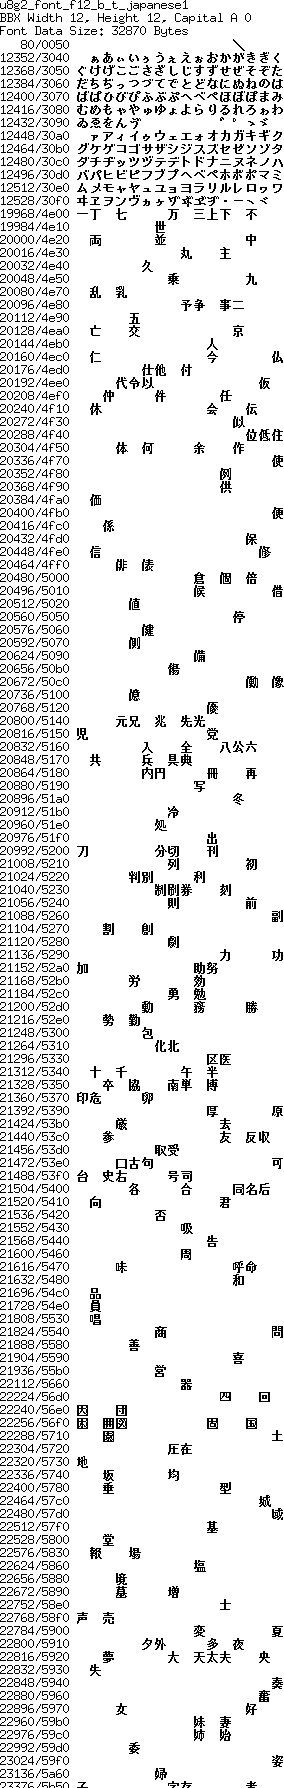 u8g2_font_f12_b_t_japanese1
BBX Width 12, Height 12, Capital A 0
Font Data Size: 32870 Bytes
80/0050 \
12352/3040 ぁあぃいぅうぇえぉおかがきぎく
12368/3050 ぐけげこごさざしじすずせぜそぞた
12384/3060 だちぢっつづてでとどなにぬねのは
12400/3070 ばぱひびぴふぶぷへべぺほぼぽまみ
12416/3080 むめもゃやゅゆょよらりるれろゎわ
12432/3090 ゐゑをんゔ ゛゜ゝゞ
12448/30a0 ァアィイゥウェエォオカガキギク
12464/30b0 グケゲコゴサザシジスズセゼソゾタ
12480/30c0 ダチヂッツヅテデトドナニヌネノハ
12496/30d0 バパヒビピフブプヘベペホボポマミ
12512/30e0 ムメモャヤュユョヨラリルレロヮワ
12528/30f0 ヰヱヲンヴヵヶヷヸヹヺ・ーヽヾ
19968/4e00 一丁 七 万 三上下 不
19984/4e10 世
20000/4e20 両 並 中
20016/4e30 丸 主
20032/4e40 久
20048/4e50 乗 九
20080/4e70 乱 乳
20096/4e80 予争 事二
20112/4e90 五
20128/4ea0 亡 交 京
20144/4eb0 人
20160/4ec0 仁 今 仏
20176/4ed0 仕他 付
20192/4ee0 代令以 仮
20208/4ef0 仲 件 任
20240/4f10 休 会 伝
20272/4f30 似
20288/4f40 位低住
20304/4f50 体 何 余 作
20336/4f70 使
20352/4f80 例
20368/4f90 供
20384/4fa0 価
20400/4fb0 便
20416/4fc0 係
20432/4fd0 保
20448/4fe0 信 修
20464/4ff0 俳 俵
20480/5000 倉 個 倍
20496/5010 候 借
20512/5020 値
20560/5050 停
20576/5060 健
20592/5070 側
20624/5090 備
20656/50b0 傷
20672/50c0 働 像
20736/5100 億
20768/5120 優
20800/5140 元兄 兆 先光
20816/5150 児 党
20832/5160 入 全 八公六
20848/5170 共 兵 具典
20864/5180 内円 冊 再
20880/5190 写
20896/51a0 冬
20912/51b0 冷
20960/51e0 処
20976/51f0 出
20992/5200 刀 分切 刊
21008/5210 列 初
21024/5220 判別 利
21040/5230 制刷券 刻
21056/5240 則 前
21088/5260 副
21104/5270 割 創
21120/5280 劇
21136/5290 力 功
21152/52a0 加 助努
21168/52b0 労 効
21184/52c0 勇 勉
21200/52d0 動 務 勝
21216/52e0 勢 勤
21248/5300 包
21264/5310 化北
21296/5330 区医
21312/5340 十 千 午 半
21328/5350 卒 協 南単 博
21360/5370 印危 卵
21392/5390 厚 原
21424/53b0 厳 去
21440/53c0 参 友 反収
21456/53d0 取受
21472/53e0 口古句 可
21488/53f0 台 史右 号司
21504/5400 各 合 同名后
21520/5410 向 君
21536/5420 否
21552/5430 吸
21568/5440 告
21600/5460 周
21616/5470 味 呼命
21632/5480 和
21696/54c0 品
21728/54e0 員
21808/5530 唱
21824/5540 商 問
21888/5580 善
21904/5590 喜
21936/55b0 営
22112/5660 器
22224/56d0 四 回
22240/56e0 因 団
22256/56f0 困 囲図 固 国
22288/5710 園 土
22304/5720 圧在
22320/5730 地
22336/5740 坂 均
22400/5780 垂 型
22464/57c0 城
22480/57d0 域
22512/57f0 基
22528/5800 堂
22576/5830 報 場
22624/5860 塩
22656/5880 境
22672/5890 墓 増
22752/58e0 士
22768/58f0 声 売
22784/5900 変 夏
22800/5910 夕外 多 夜
22816/5920 夢 大 天太夫 央
22832/5930 失
22848/5940 奏
22880/5960 奮
22896/5970 女 好
22960/59b0 妹 妻
22976/59c0 姉 始
22992/59d0 委
23024/59f0 姿
23136/5a60 婦